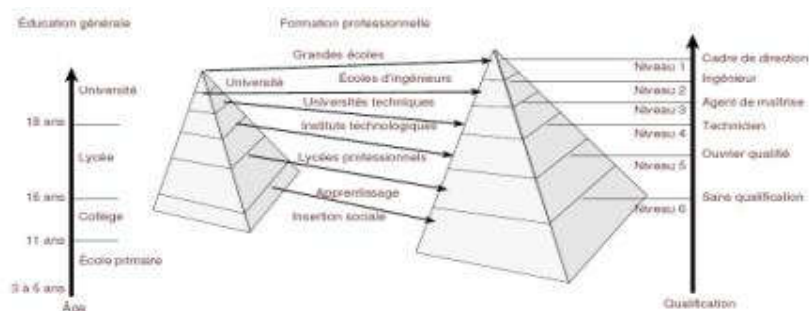 Éducation générale
Formation professionnelle
Université
18 ans
Lycée
16 ans
Collège
11 ans
École primaire
3 à 6 ans
Âge
Grandes écoles
Université
Écoles d'ingénieurs
Universités techniques
Instituts technologiques
Lycées professionnels
Apprentissage
Insertion sociale
Niveau 1
Niveau 2
Niveau 3
Niveau 4
Niveau 5
Niveau 6
Cadre de direction
Ingénieur
Agent de maîtrise
Technicien
Ouvrier qualifié
Sans qualification
Qualification